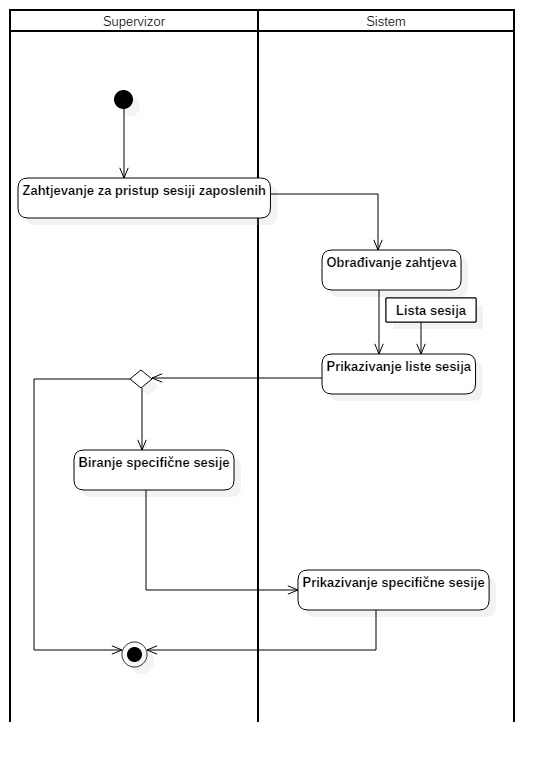 Supervizor
Sistem
Zahtjevanje za pristup sesiji zaposlenih
Obrađivanje zahtjeva
Lista sesija
Prikazivanje liste sesija
Biranje specifične sesije
Prikazivanje specifične sesije